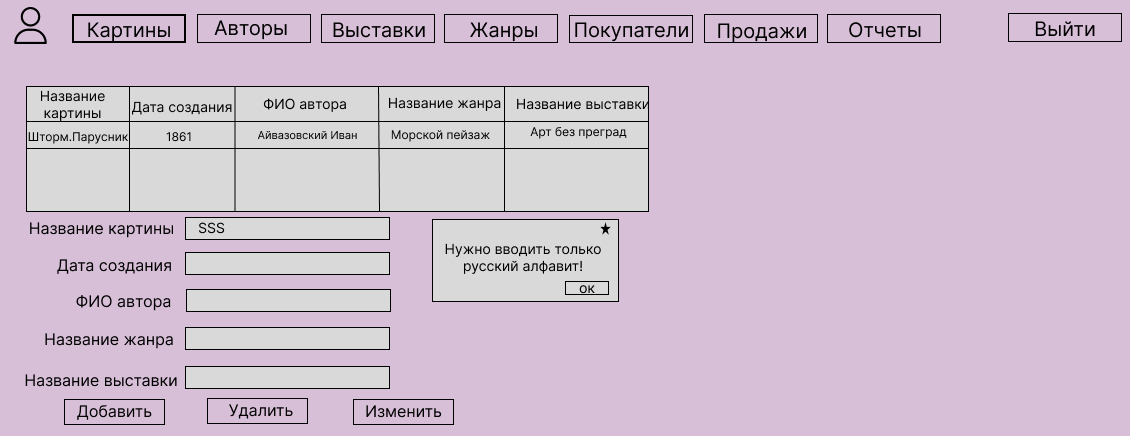 Картины Авторы Выставки Жанры Покупатели Продажи Отчеты Выйти
Название
картины
Дата создания
ФИО автора
Название жанра
Название выставки
Шторм.Парусник 1861 Айвазовский Иван Морской пейзаж Арт без преград
Название картины SSS
Дата создания
ФИО автора
Название жанра
Название выставки
Нужно вводить только
русский алфавит!
ок
Добавить Удалить Изменить